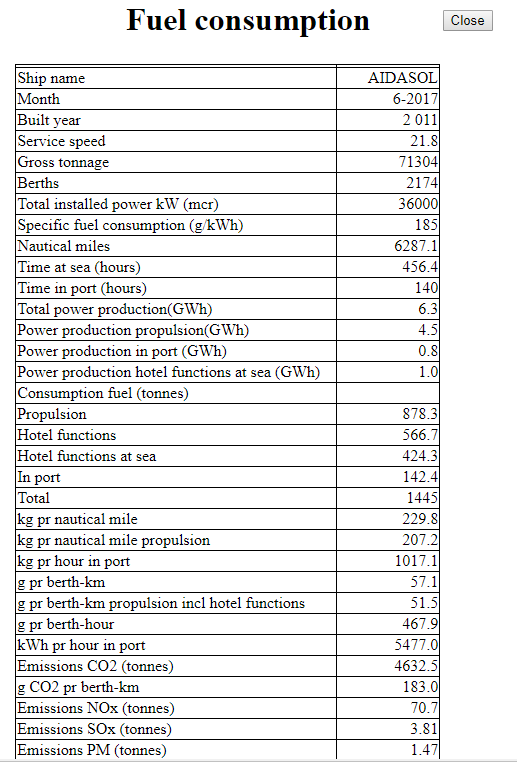 Fuel consumption
Close
Ship name AIDASOL
Month 6-2017
Built year 2 011
Service speed 21.8
Gross tonnage 71304
Berths 2174
Total installed power kW (mcr) 36000
Specific fuel consumption (g/kWh) 185
Nautical miles 6287.1
Time at sea (hours) 456.4
Time in port (hours) 140
Total power production(GWh) 6.3
Power production propulsion(GWh) 4.5
Power production in port (GWh) 0.8
Power production hotel functions at sea (GWh) 1.0
Consumption fuel (tonnes)
Propulsion 878.3
Hotel functions 566.7
Hotel functions at sea 424.3
In port 142.4
Total 1445
kg pr nautical mile 229.8
kg pr nautical mile propulsion 207.2
kg pr hour in port 1017.1
g pr berth-km 57.1
g pr berth-km propulsion incl hotel functions 51.5
g pr berth-hour 467.9
kWh pr hour in port 5477.0
Emissions CO2 (tonnes) 4632.5
g CO2 pr berth-km 183.0
Emissions NOx (tonnes) 70.7
Emissions SOx (tonnes) 3.81
Emissions PM (tonnes) 1.47